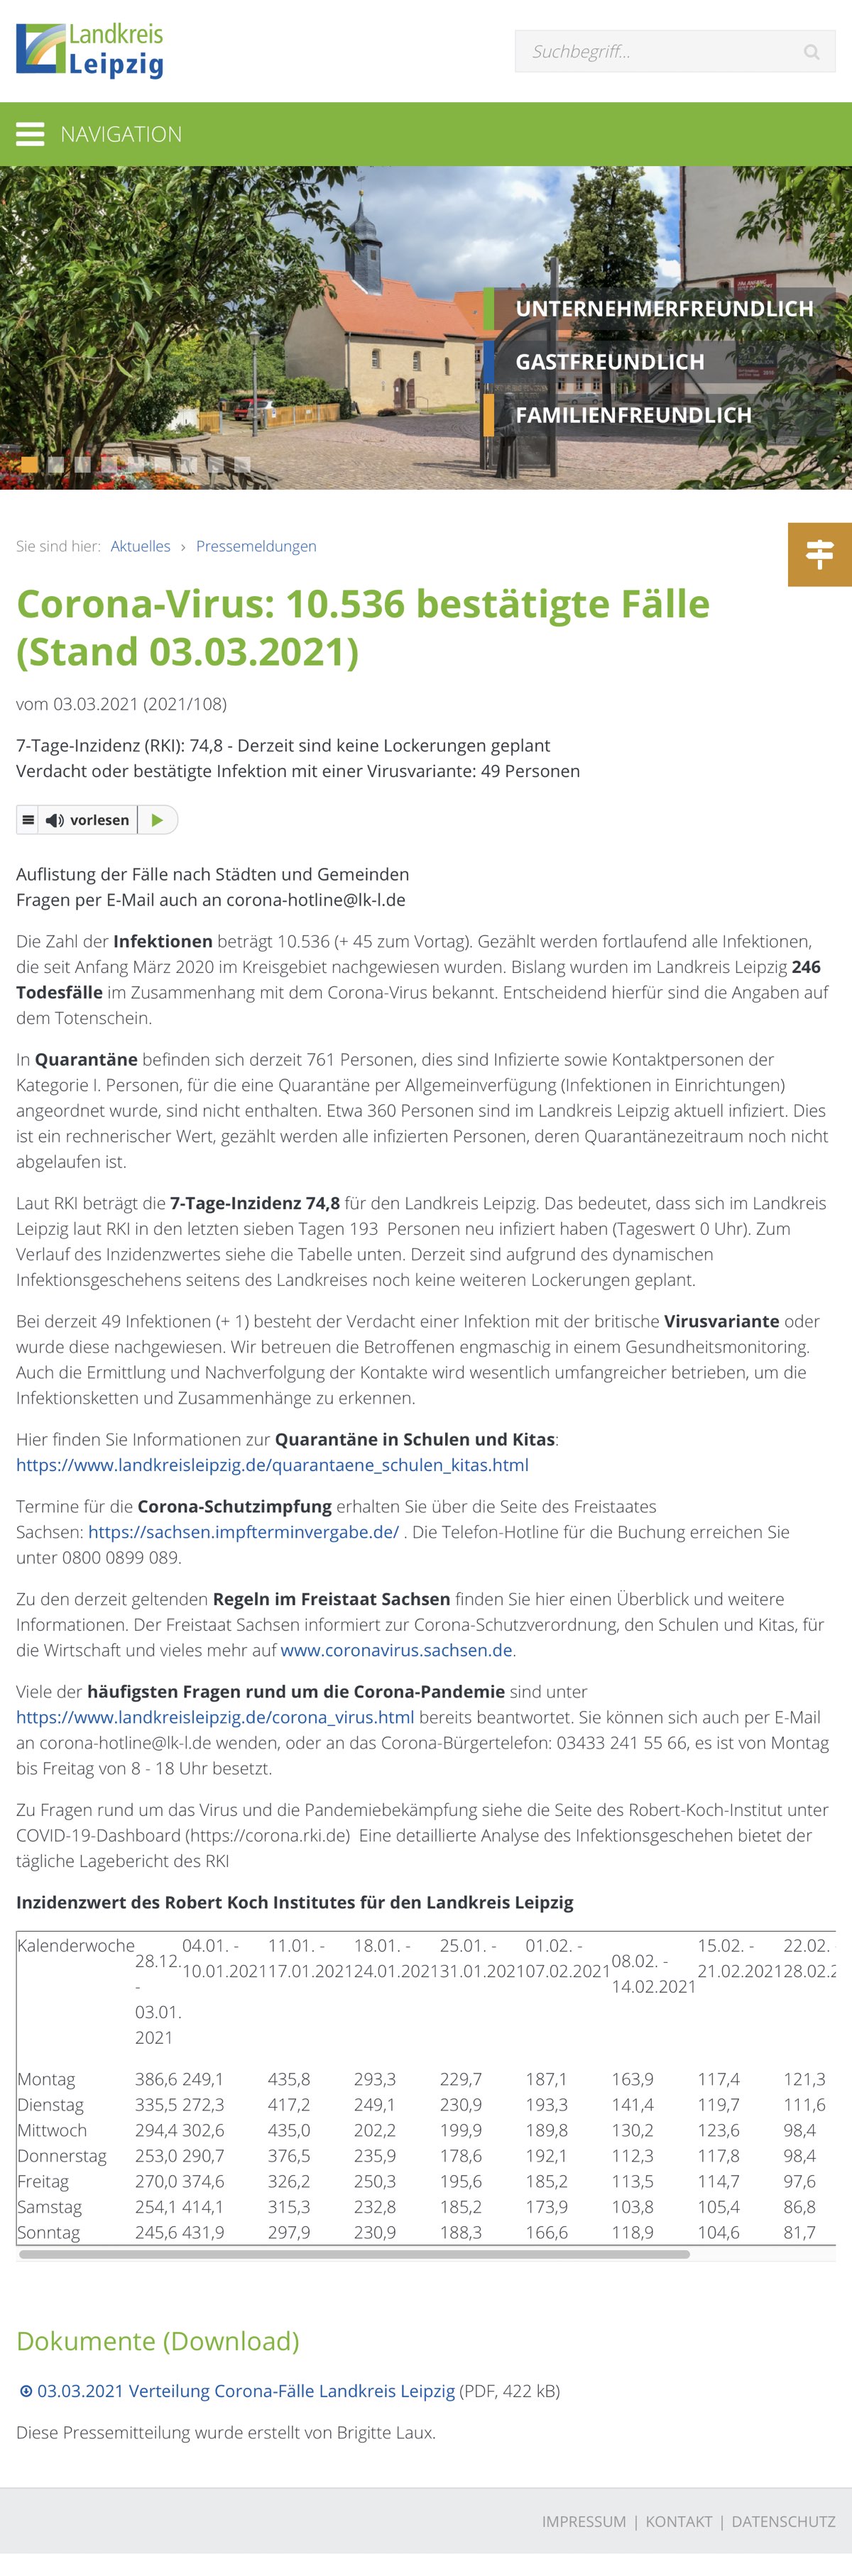 Landkreis
Leipzig
Suchbegriff...
NAVIGATION
UNTERNEHMERFREUNDLICH
GASTFREUNDLICH
FAMILIENFREUNDLICH
Sie sind hier: Aktuelles › Pressemeldungen
Corona-Virus: 10.536 bestätigte Fälle
(Stand 03.03.2021)
vom 03.03.2021 (2021/108)
7-Tage-Inzidenz (RKI): 74,8 - Derzeit sind keine Lockerungen geplant
Verdacht oder bestätigte Infektion mit einer Virusvariante: 49 Personen
vorlesen
Auflistung der Fälle nach Städten und Gemeinden
Fragen per E-Mail auch an corona-hotline@lk-l.de
Die Zahl der Infektionen beträgt 10.536 (+ 45 zum Vortag). Gezählt werden fortlaufend alle Infektionen,
die seit Anfang März 2020 im Kreisgebiet nachgewiesen wurden. Bislang wurden im Landkreis Leipzig 246
Todesfälle im Zusammenhang mit dem Corona-Virus bekannt. Entscheidend hierfür sind die Angaben auf
dem Totenschein.
In Quarantäne befinden sich derzeit 761 Personen, dies sind Infizierte sowie Kontaktpersonen der
Kategorie I. Personen, für die eine Quarantäne per Allgemeinverfügung (Infektionen in Einrichtungen)
angeordnet wurde, sind nicht enthalten. Etwa 360 Personen sind im Landkreis Leipzig aktuell infiziert. Dies
ist ein rechnerischer Wert, gezählt werden alle infizierten Personen, deren Quarantänezeitraum noch nicht
abgelaufen ist.
Laut RKI beträgt die 7-Tage-Inzidenz 74,8 für den Landkreis Leipzig. Das bedeutet, dass sich im Landkreis
Leipzig laut RKI in den letzten sieben Tagen 193  Personen neu infiziert haben (Tageswert 0 Uhr). Zum
Verlauf des Inzidenzwertes siehe die Tabelle unten. Derzeit sind aufgrund des dynamischen
Infektionsgeschehens seitens des Landkreises noch keine weiteren Lockerungen geplant.
Bei derzeit 49 Infektionen (+ 1) besteht der Verdacht einer Infektion mit der britische Virusvariante oder
wurde diese nachgewiesen. Wir betreuen die Betroffenen engmaschig in einem Gesundheitsmonitoring.
Auch die Ermittlung und Nachverfolgung der Kontakte wird wesentlich umfangreicher betrieben, um die
Infektionsketten und Zusammenhänge zu erkennen.
Hier finden Sie Informationen zur Quarantäne in Schulen und Kitas:
https://www.landkreisleipzig.de/quarantaene_schulen_kitas.html
Termine für die Corona-Schutzimpfung erhalten Sie über die Seite des Freistaates
Sachsen: https://sachsen.impfterminvergabe.de/ . Die Telefon-Hotline für die Buchung erreichen Sie
unter 0800 0899 089.
Zu den derzeit geltenden Regeln im Freistaat Sachsen finden Sie hier einen Überblick und weitere
Informationen. Der Freistaat Sachsen informiert zur Corona-Schutzverordnung, den Schulen und Kitas, für
die Wirtschaft und vieles mehr auf www.coronavirus.sachsen.de.
Viele der häufigsten Fragen rund um die Corona-Pandemie sind unter
https://www.landkreisleipzig.de/corona_virus.html bereits beantwortet. Sie können sich auch per E-Mail
an corona-hotline@lk-l.de wenden, oder an das Corona-Bürgertelefon: 03433 241 55 66, es ist von Montag
bis Freitag von 8 - 18 Uhr besetzt.
Zu Fragen rund um das Virus und die Pandemiebekämpfung siehe die Seite des Robert-Koch-Institut unter
COVID-19-Dashboard (https://corona.rki.de)  Eine detaillierte Analyse des Infektionsgeschehen bietet der
tägliche Lagebericht des RKI
Inzidenzwert des Robert Koch Institutes für den Landkreis Leipzig
Kalenderwoche 28.12. - 03.01. 2021 04.01. - 10.01.2021 11.01. - 17.01.2021 18.01. - 24.01.2021 25.01. - 31.01.2021 01.02. - 07.02.2021 08.02. - 14.02.2021 15.02. - 21.02.2021 22.02. 28.02.2
Montag 386,6 249,1 435,8 293,3 229,7 187,1 163,9 117,4 121,3
Dienstag 335,5 272,3 417,2 249,1 230,9 193,3 141,4 119,7 111,6
Mittwoch 294,4 302,6 435,0 202,2 199,9 189,8 130,2 123,6 98,4
Donnerstag 253,0 290,7 376,5 235,9 178,6 192,1 112,3 117,8 98,4
Freitag 270,0 374,6 326,2 250,3 195,6 185,2 113,5 114,7 97,6
Samstag 254,1 414,1 315,3 232,8 185,2 173,9 103,8 105,4 86,8
Sonntag 245,6 431,9 297,9 230,9 188,3 166,6 118,9 104,6 81,7
Dokumente (Download)
03.03.2021 Verteilung Corona-Fälle Landkreis Leipzig (PDF, 422 kB)
Diese Pressemitteilung wurde erstellt von Brigitte Laux.
IMPRESSUM | KONTAKT | DATENSCHUTZ